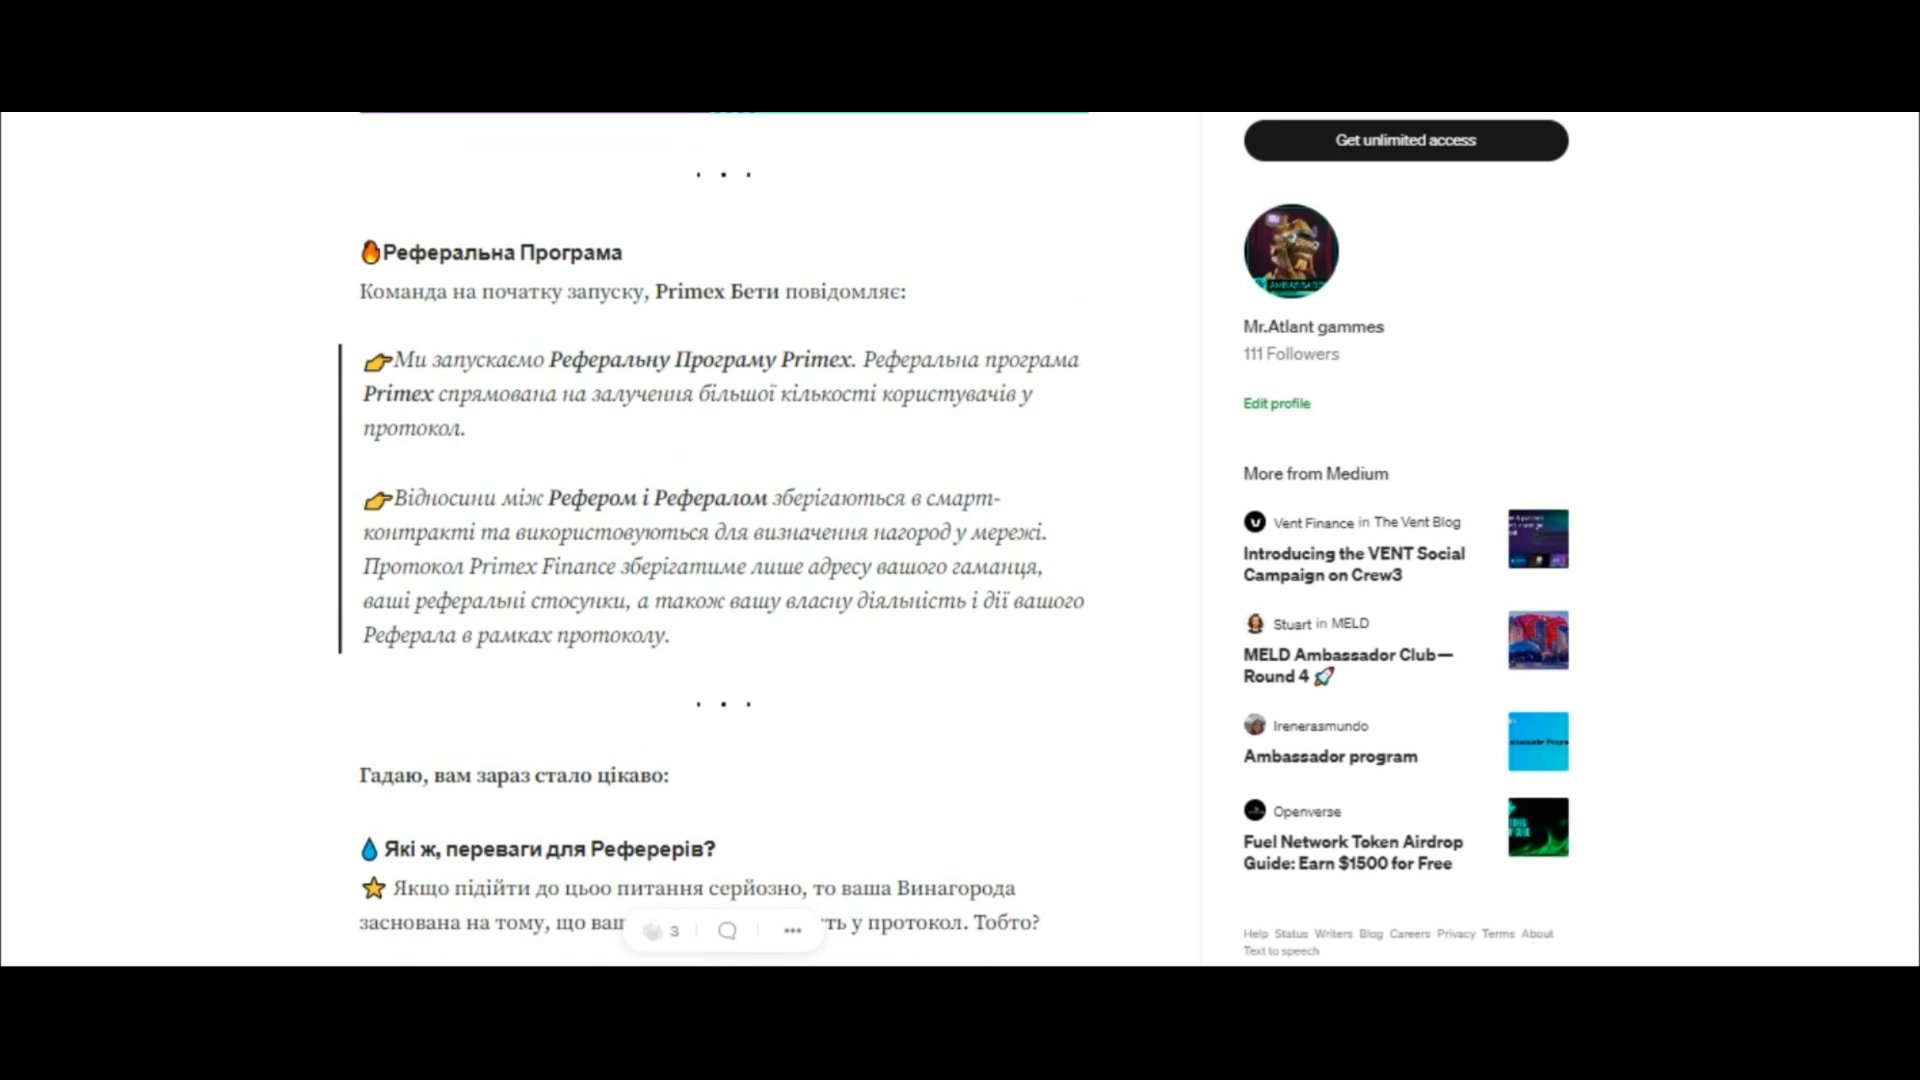 🔥Реферальна Програма
Команда на початку запуску, Primex Бети повідомляє:
👉Ми запускаємо Реферальну Програму Primex. Реферальна програма
Primex спрямована на залучення більшої кількості користувачів у
протокол.
👉Відносини між Рефером і Рефералом зберігаються в смарт-
контракті та використовуються для визначення нагород у мережі.
Протокол Primex Finance зберігатиме лише адресу вашого гаманця,
ваші реферальні стосунки, а також вашу власну діяльність і дії вашого
Реферала в рамках протоколу.
Гадаю, вам зараз стало цікаво:
💧 Які ж, переваги для Реферерів?
⭐ Якщо підійти до цьоо питання серйозно, то ваша Винагорода
заснована на тому, що у протокол. Тобто?
3
Get unlimited access
AMBASSADOR
Mr.Atlant gammes
111 Followers
Edit profile
More from Medium
Vent Finance in The Vent Blog
Introducing the VENT Social
Campaign on Crew3
Stuart in MELD
MELD Ambassador Club—
Round 4 🚀
Irenerasmundo
Ambassador program
Openverse
Fuel Network Token Airdrop
Guide: Earn $1500 for Free
Help Status Writers Blog Careers Privacy Terms About
Text to speech